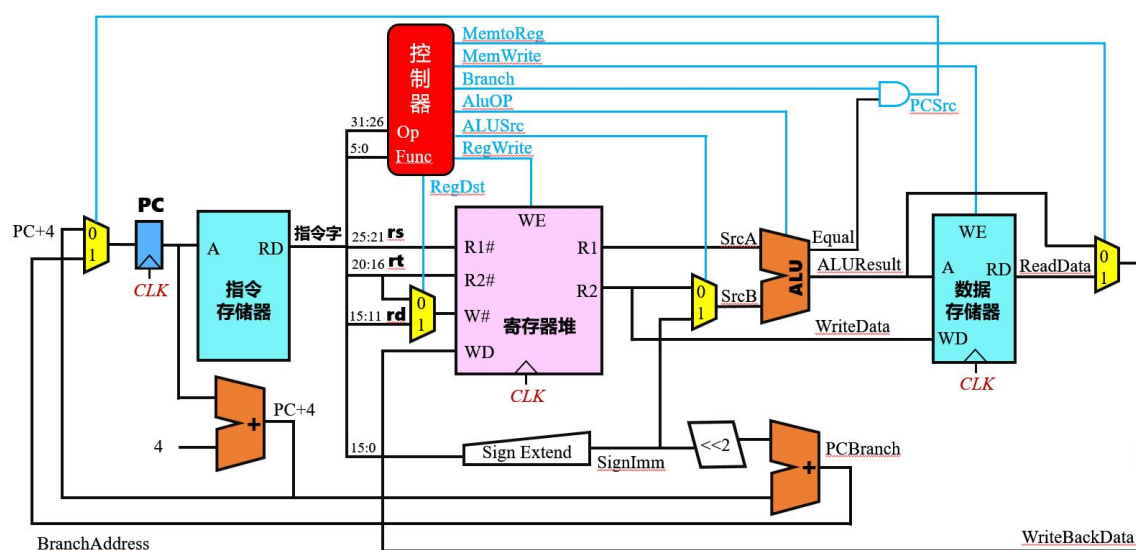 MemtoReg
MemWrite
Branch
AluOP
ALUSrc
RegWrite
RegDst
PCSrc
控制器
Op
Func
31:26
5:0
PC+4
0
1
PC
CLK
A
RD
指令
存储器
指令字
25:21 rs
20:16 rt
15:11 rd
0
1
WE
R1#
R2#
W#
WD
R1
R2
寄存器堆
CLK
0
1
SrcA
SrcB
ALU
Equal
ALUResult
WriteData
WE
A
RD
数据
存储器
WD
CLK
ReadData
0
1
4
+
PC+4
15:0
Sign Extend
SignImm
<<2
+
PCBranch
BranchAddress
WriteBackData